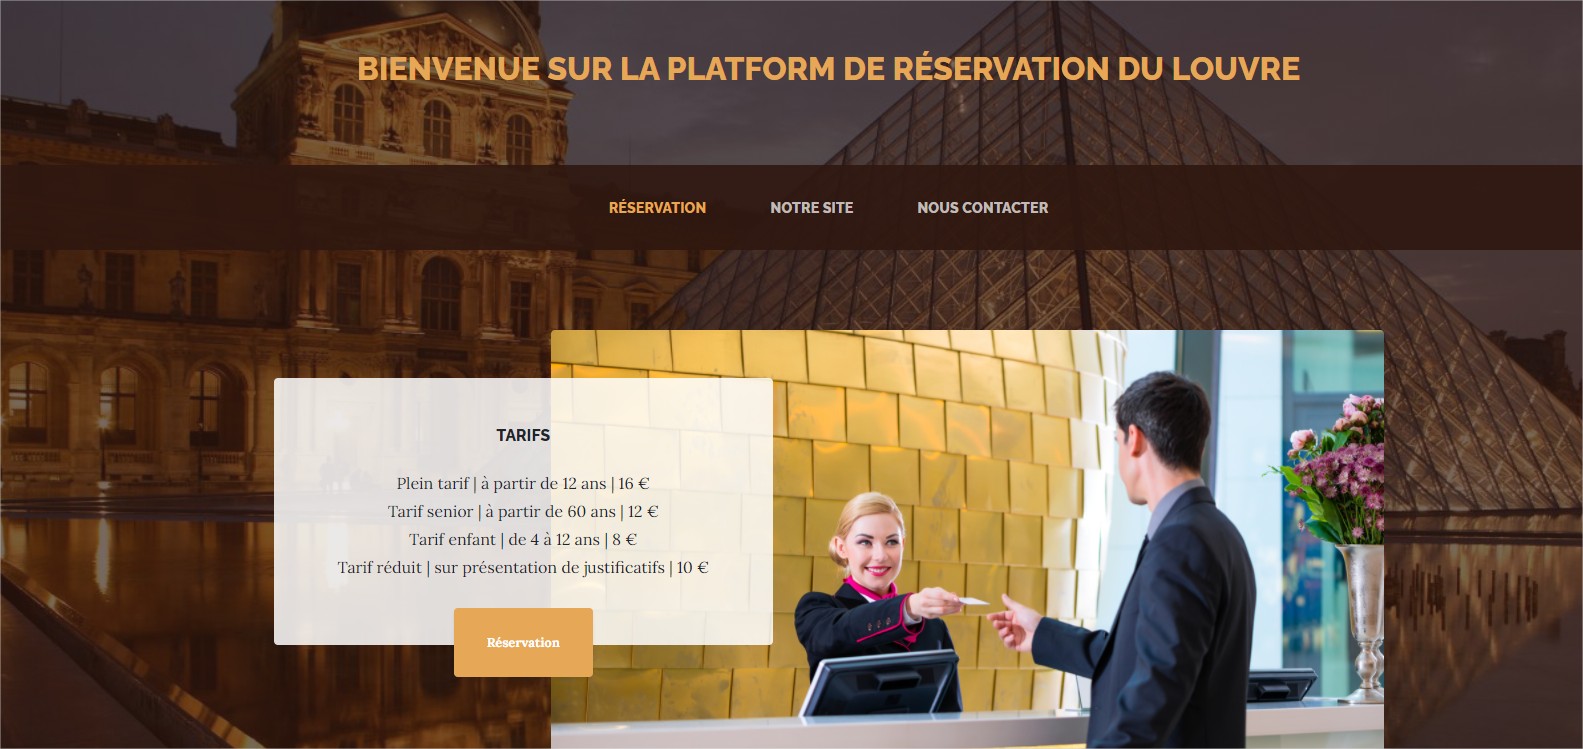 BIENVENUE SUR LA PLATFORM DE RÉSERVATION DU LOUVRE
RÉSERVATION NOTRE SITE NOUS CONTACTER
TARIFS
Plein tarif | à partir de 12 ans | 16 €
Tarif senior | à partir de 60 ans | 12 €
Tarif enfant | de 4 à 12 ans | 8 €
Tarif réduit | sur présentation de justificatifs | 10 €
Réservation